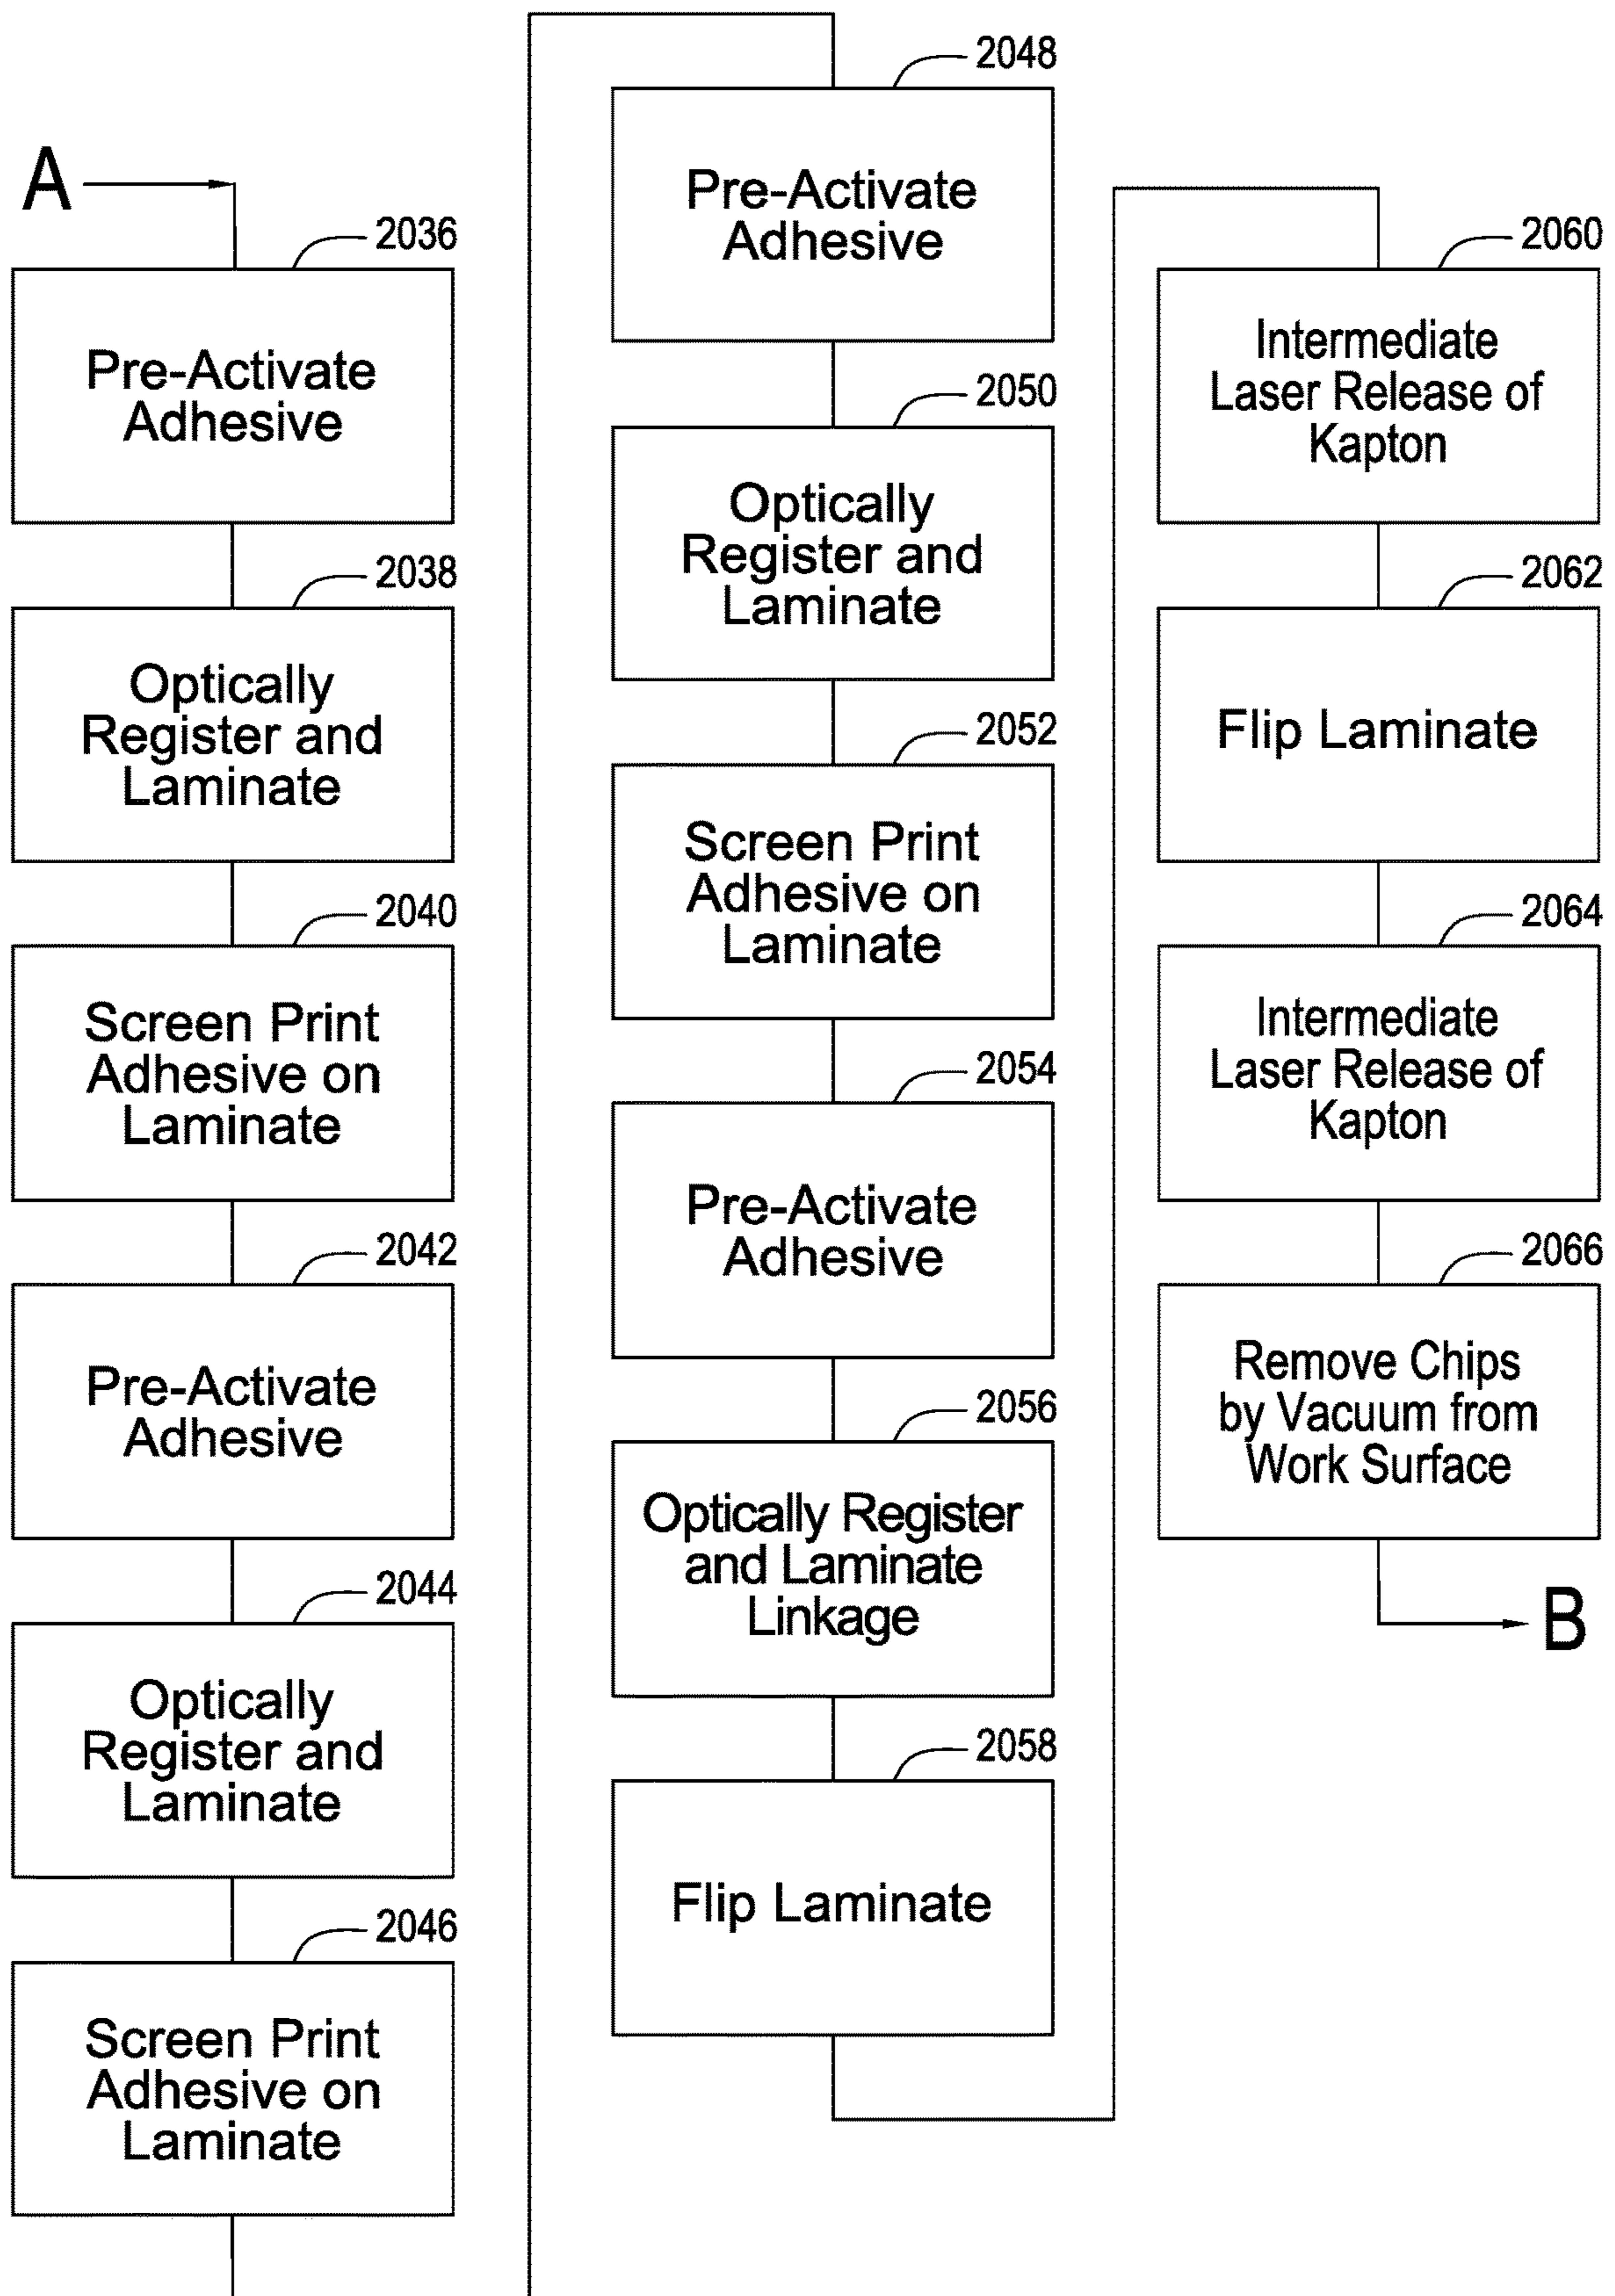 A
2036
Pre-Activate
Adhesive
2038
Optically
Register and
Laminate
2040
Screen Print
Adhesive on
Laminate
2042
Pre-Activate
Adhesive
2044
Optically
Register and
Laminate
2046
Screen Print
Adhesive on
Laminate
2048
Pre-Activate
Adhesive
2050
Optically
Register and
Laminate
2052
Screen Print
Adhesive on
Laminate
2054
Pre-Activate
Adhesive
2056
Optically Register
and Laminate
Linkage
2058
Flip Laminate
2060
Intermediate
Laser Release of
Kapton
2062
Flip Laminate
2064
Intermediate
Laser Release of
Kapton
2066
Remove Chips
by Vacuum from
Work Surface
B